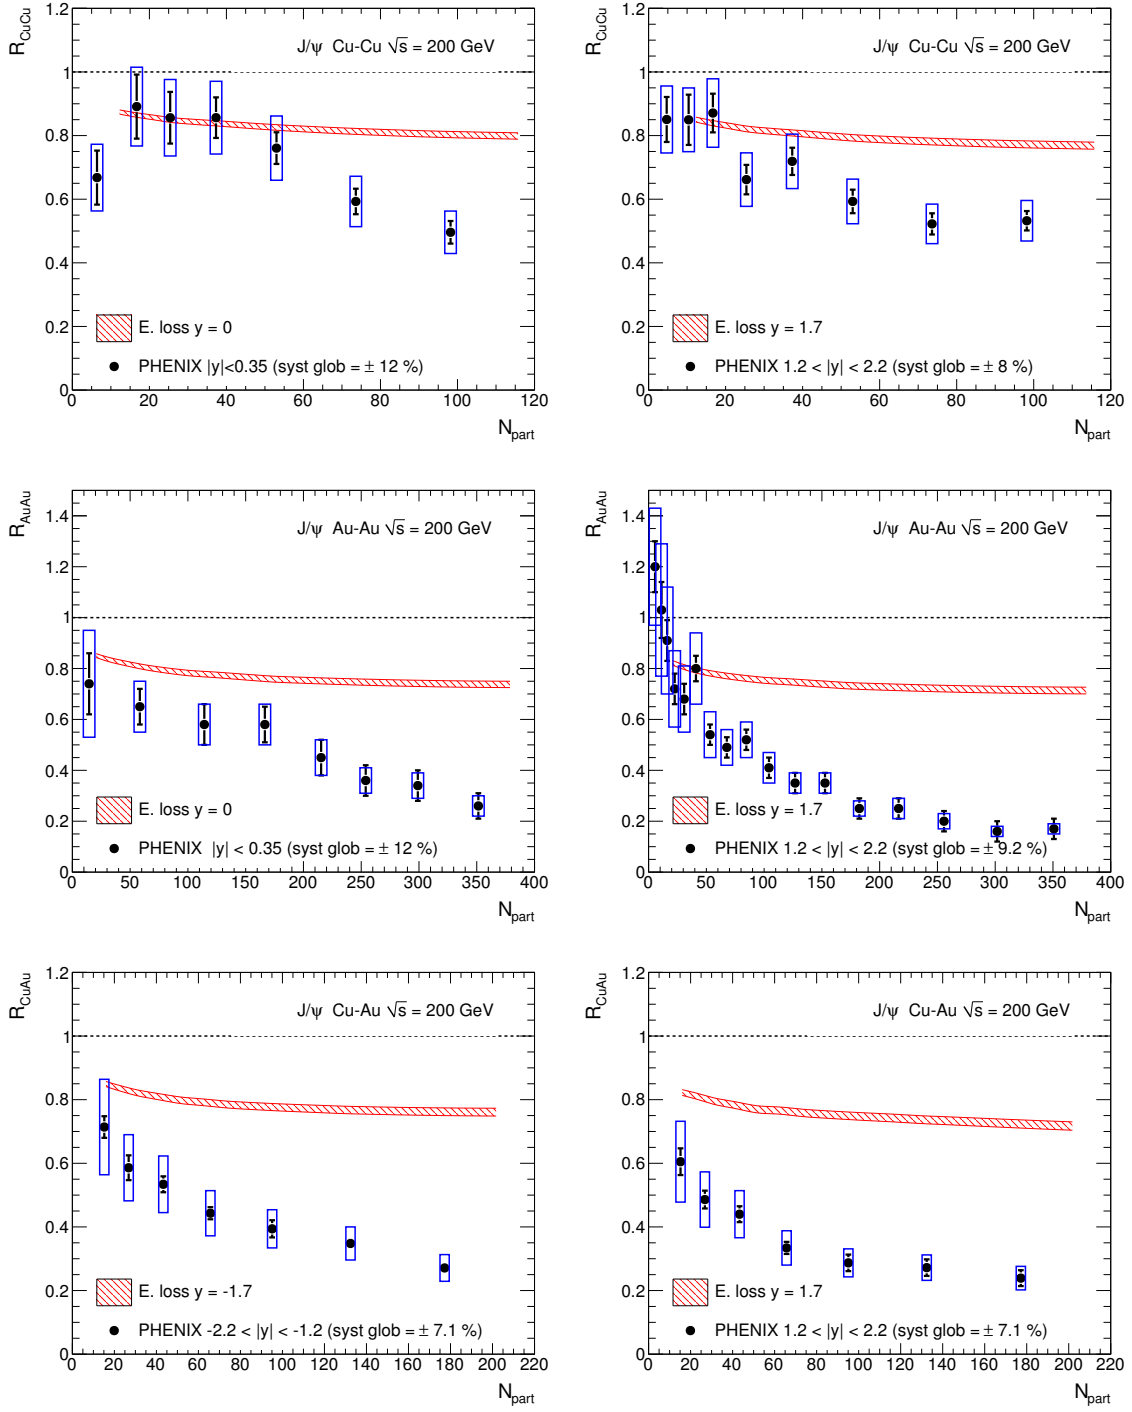 R_CuCu
1.2
1
0.8
0.6
0.4
0.2
0
J/ψ Cu-Cu √s = 200 GeV
E. loss y = 0
PHENIX |y|<0.35 (syst glob = ± 12 %)
0 20 40 60 80 100 120
N_part
R_CuCu
1.2
1
0.8
0.6
0.4
0.2
0
J/ψ Cu-Cu √s = 200 GeV
E. loss y = 1.7
PHENIX 1.2 < |y| < 2.2 (syst glob = ± 8 %)
0 20 40 60 80 100 120
N_part
R_AuAu
1.4
1.2
1
0.8
0.6
0.4
0.2
0
J/ψ Au-Au √s = 200 GeV
E. loss y = 0
PHENIX |y| < 0.35 (syst glob = ± 12 %)
0 50 100 150 200 250 300 350 400
N_part
R_AuAu
1.4
1.2
1
0.8
0.6
0.4
0.2
0
J/ψ Au-Au √s = 200 GeV
E. loss y = 1.7
PHENIX 1.2 < |y| < 2.2 (syst glob = ± 9.2 %)
0 50 100 150 200 250 300 350 400
N_part
R_CuAu
1.2
1
0.8
0.6
0.4
0.2
0
J/ψ Cu-Au √s = 200 GeV
E. loss y = -1.7
PHENIX -2.2 < |y| < -1.2 (syst glob = ± 7.1 %)
0 20 40 60 80 100 120 140 160 180 200 220
N_part
R_CuAu
1.2
1
0.8
0.6
0.4
0.2
0
J/ψ Cu-Au √s = 200 GeV
E. loss y = 1.7
PHENIX 1.2 < |y| < 2.2 (syst glob = ± 7.1 %)
0 20 40 60 80 100 120 140 160 180 200 220
N_part